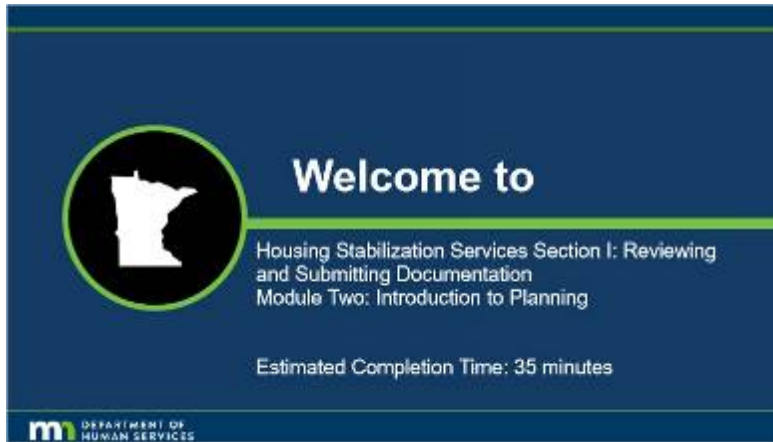 Welcome to
Housing Stabilization Services Section I: Reviewing
and Submitting Documentation
Module Two: Introduction to Planning
Estimated Completion Time: 35 minutes
mn DEPARTMENT OF
HUMAN SERVICES